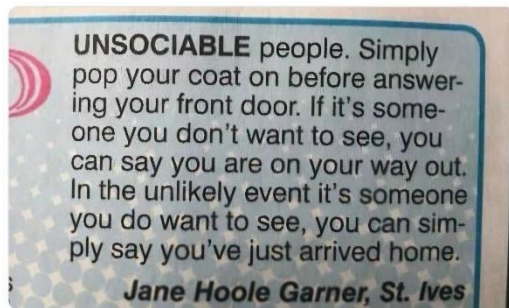 UNSOCIABLE people. Simply
pop your coat on before answer-
ing your front door. If it's some-
one you don't want to see, you
can say you are on your way out.
In the unlikely event it's someone
you do want to see, you can sim-
ply say you've just arrived home.
Jane Hoole Garner, St. Ives